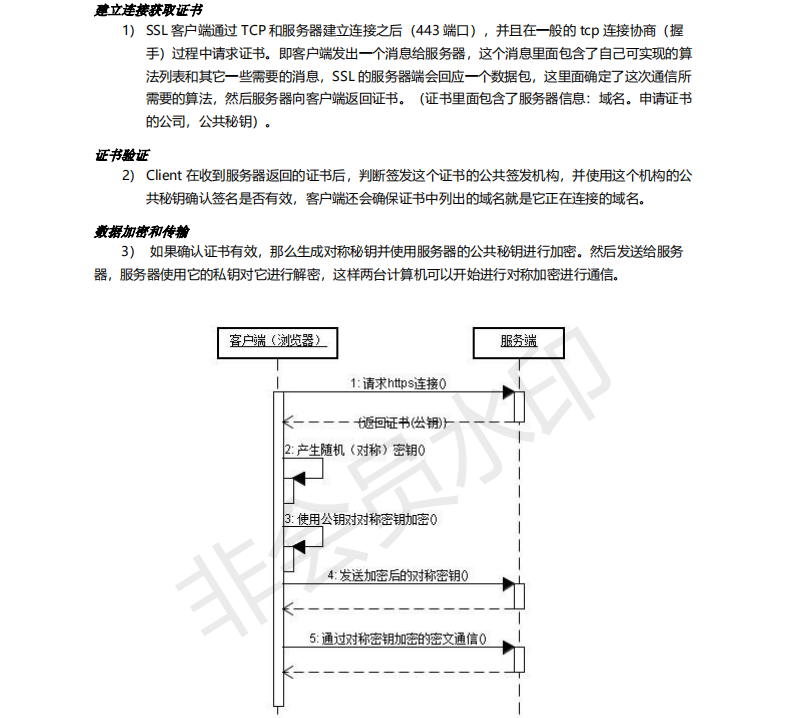 建立连接获取证书
1) SSL 客户端通过 TCP 和服务器建立连接之后（443 端口），并且在一般的 tcp 连接协商（握
手）过程中请求证书。即客户端发出一个消息给服务器，这个消息里面包含了自己可实现的算
法列表和其它一些需要的消息，SSL 的服务器端会回应一个数据包，这里面确定了这次通信所
需要的算法，然后服务器向客户端返回证书。（证书里面包含了服务器信息：域名。申请证书
的公司，公共秘钥）。
证书验证
2) Client 在收到服务器返回的证书后，判断签发这个证书的公共签发机构，并使用这个机构的公
共秘钥确认签名是否有效，客户端还会确保证书中列出的域名就是它正在连接的域名。
数据加密和传输
3) 如果确认证书有效，那么生成对称秘钥并使用服务器的公共秘钥进行加密。然后发送给服务
器，服务器使用它的私钥对它进行解密，这样两台计算机可以开始进行对称加密进行通信。
客户端（浏览器）
服务端
1: 请求https连接()
(返回证书(公钥))
2: 产生随机（对称）密钥()
3: 使用公钥对对称密钥加密()
4: 发送加密后的对称密钥()
5: 通过对称密钥加密的密文通信()
非会员水印